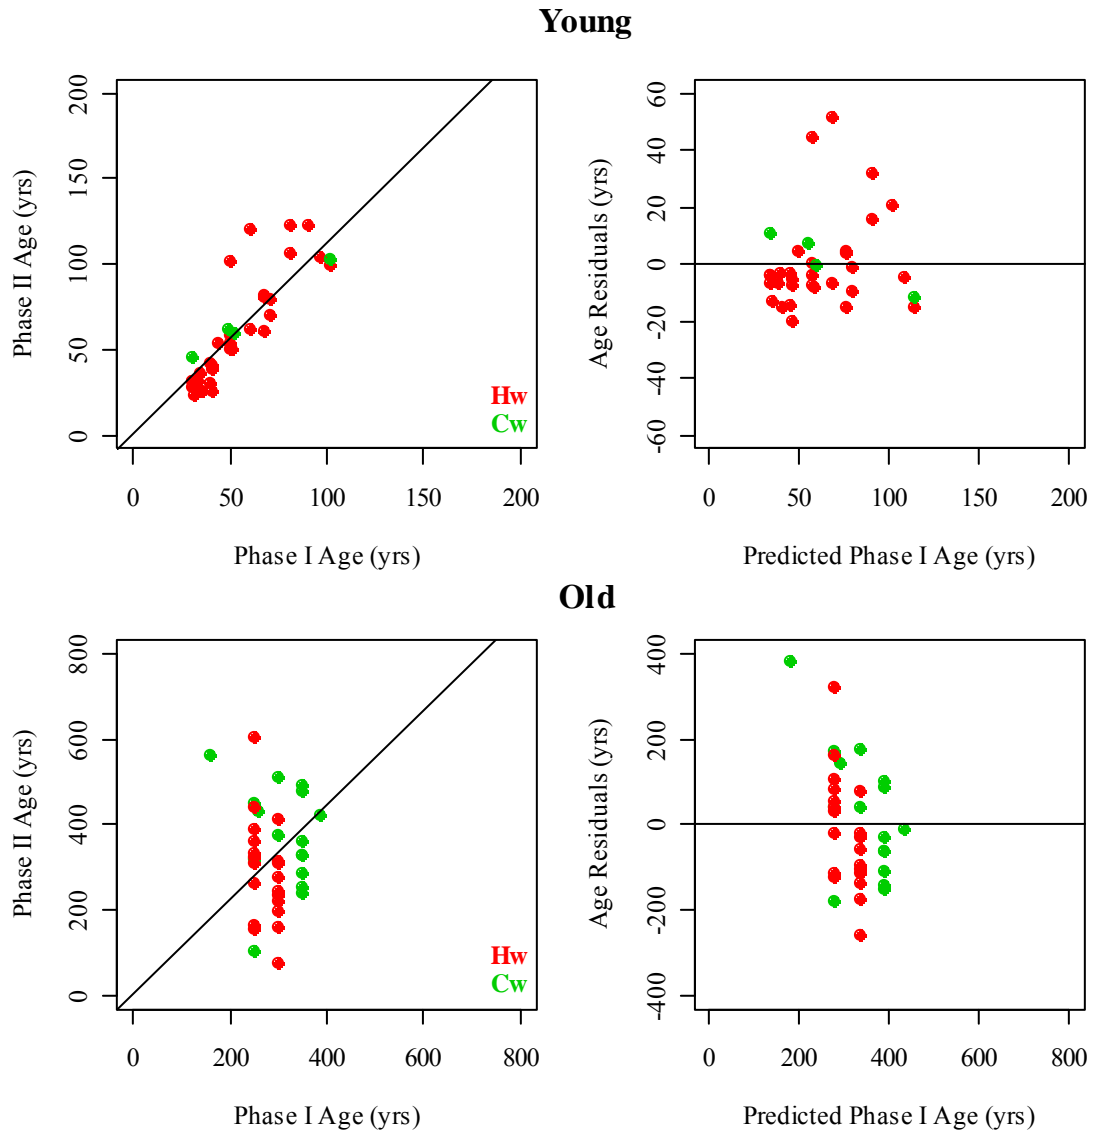 Young
Phase II Age (yrs)
200
150
100
50
0
Hw
Cw
0 50 100 150 200
Phase I Age (yrs)
Age Residuals (yrs)
60
40
20
0
-20
-40
-60
0 50 100 150 200
Predicted Phase I Age (yrs)
Old
Phase II Age (yrs)
800
600
400
200
0
Hw
Cw
0 200 400 600 800
Phase I Age (yrs)
Age Residuals (yrs)
400
200
0
-200
-400
0 200 400 600 800
Predicted Phase I Age (yrs)